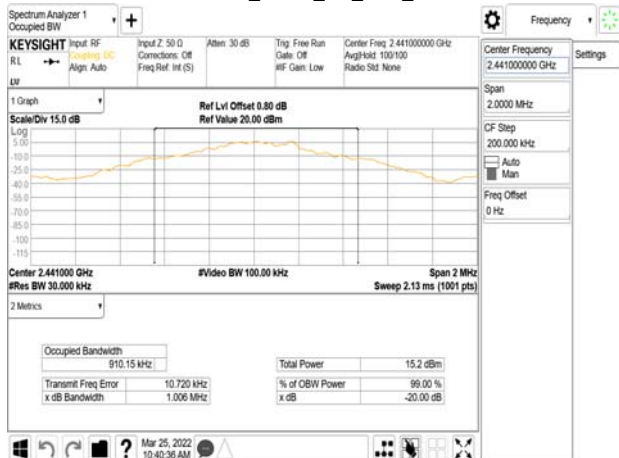 Spectrum Analyzer 1
Occupied BW
Frequency
KEYSIGHT
RL
Input: RF
Coupling: DC
Align: Auto
Input Z: 50 Ω
Corrections: Off
Freq Ref: Int (S)
Atten: 30 dB
Trig: Free Run
Gate: Off
#IF Gain: Low
Center Freq: 2.441000000 GHz
Avg|Hold: 100/100
Radio Std: None
Center Frequency
2.441000000 GHz
Settings
Span
2.0000 MHz
CF Step
200.000 kHz
Auto
Man
Freq Offset
0 Hz
1 Graph
Scale/Div 15.0 dB
Ref Lvl Offset 0.80 dB
Ref Value 20.00 dBm
Log
5.00
-10.0
-25.0
-40.0
-55.0
-70.0
-85.0
-100
-115
Center 2.441000 GHz
#Res BW 30.000 kHz
#Video BW 100.00 kHz
Span 2 MHz
Sweep 2.13 ms (1001 pts)
2 Metrics
Occupied Bandwidth
910.15 kHz
Total Power 15.2 dBm
Transmit Freq Error 10.720 kHz
% of OBW Power 99.00 %
x dB Bandwidth 1.006 MHz
x dB -20.00 dB
?
Mar 25, 2022
10:40:36 AM